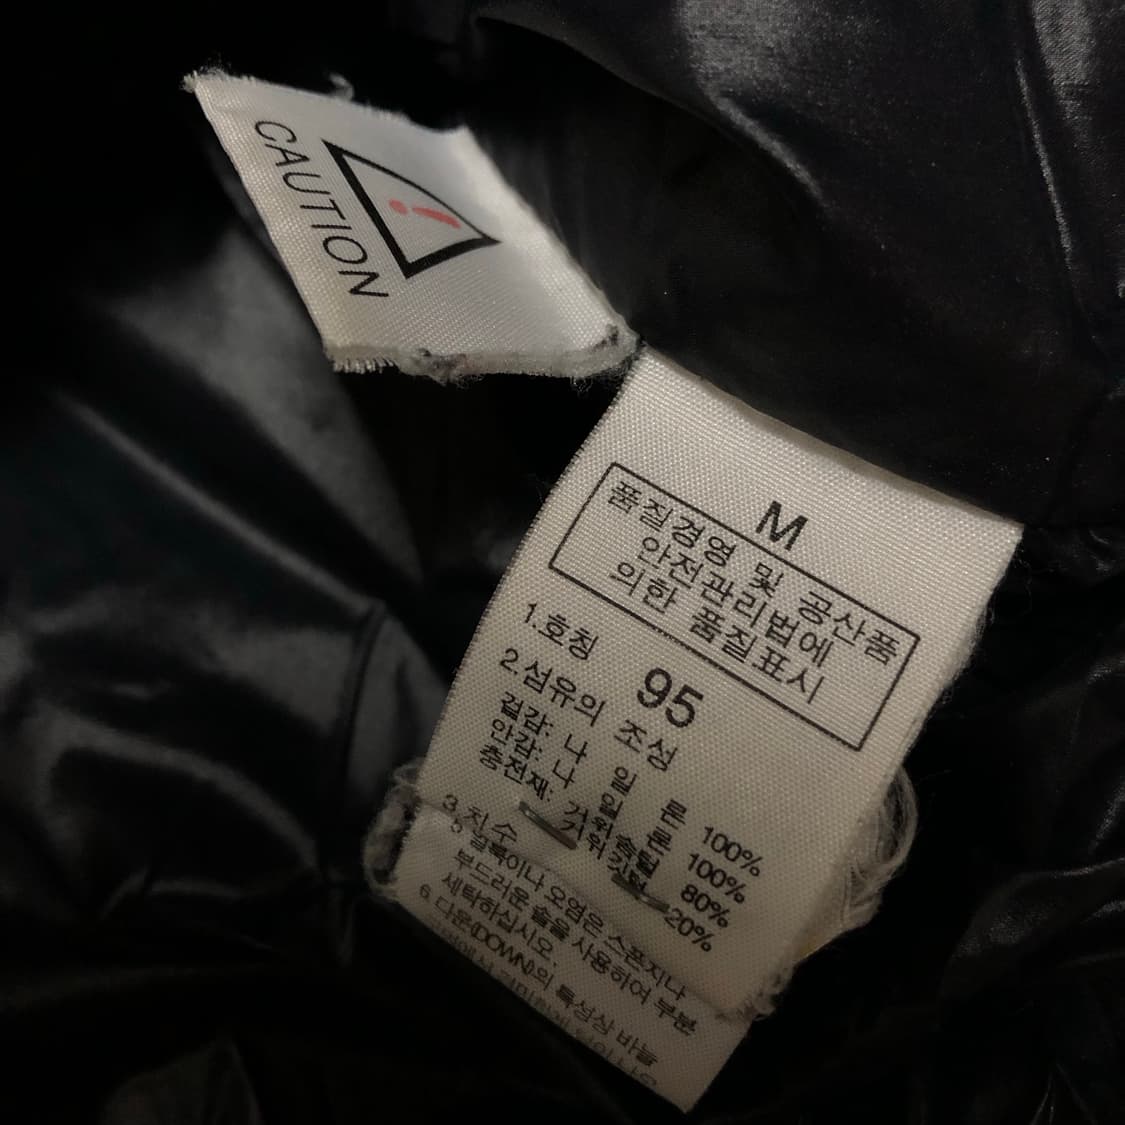 CAUTION
M
품질경영 및 공산품
안전관리법에
의한 품질표시
1.호칭 95
2.섬유의 조성
겉감: 나 일 론 100%
안감: 나 일 론 100%
충전재: 거위솜털 80%
거위깃털 20%
3.치수
5 얼룩이나 오염은 스폰지나
부드러운 솔을 사용하여 부분
세탁하십시오.
6.다운(DOWN)의 특성상 바늘